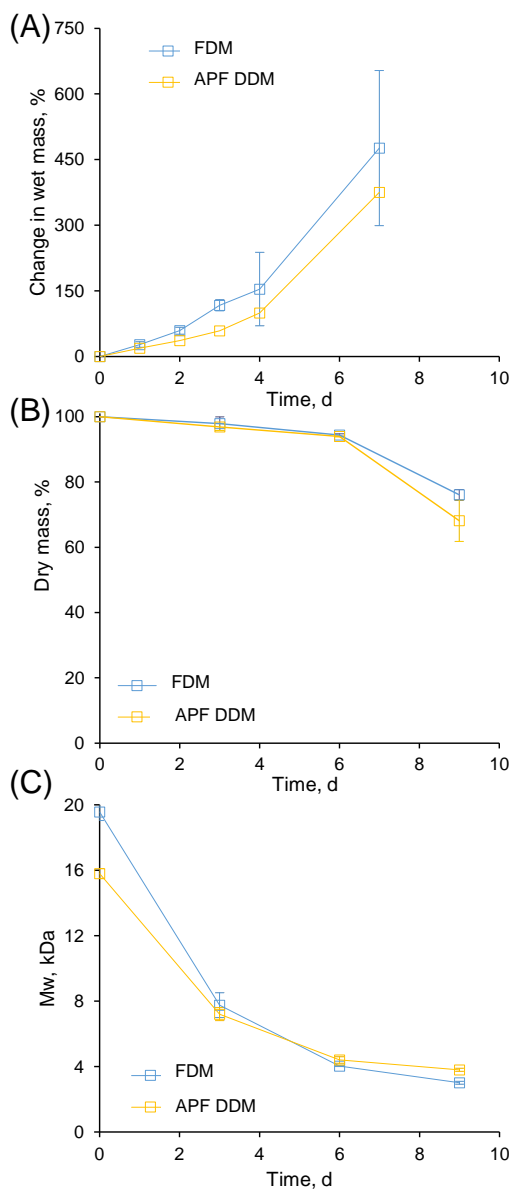 (A)
750
600
450
300
150
0
Change in wet mass, %
FDM
APF DDM
0 2 4 6 8 10
Time, d
(B)
100
80
60
40
20
0
Dry mass, %
FDM
APF DDM
0 2 4 6 8 10
Time, d
(C)
20
16
12
8
4
0
Mw, kDa
FDM
APF DDM
0 2 4 6 8 10
Time, d